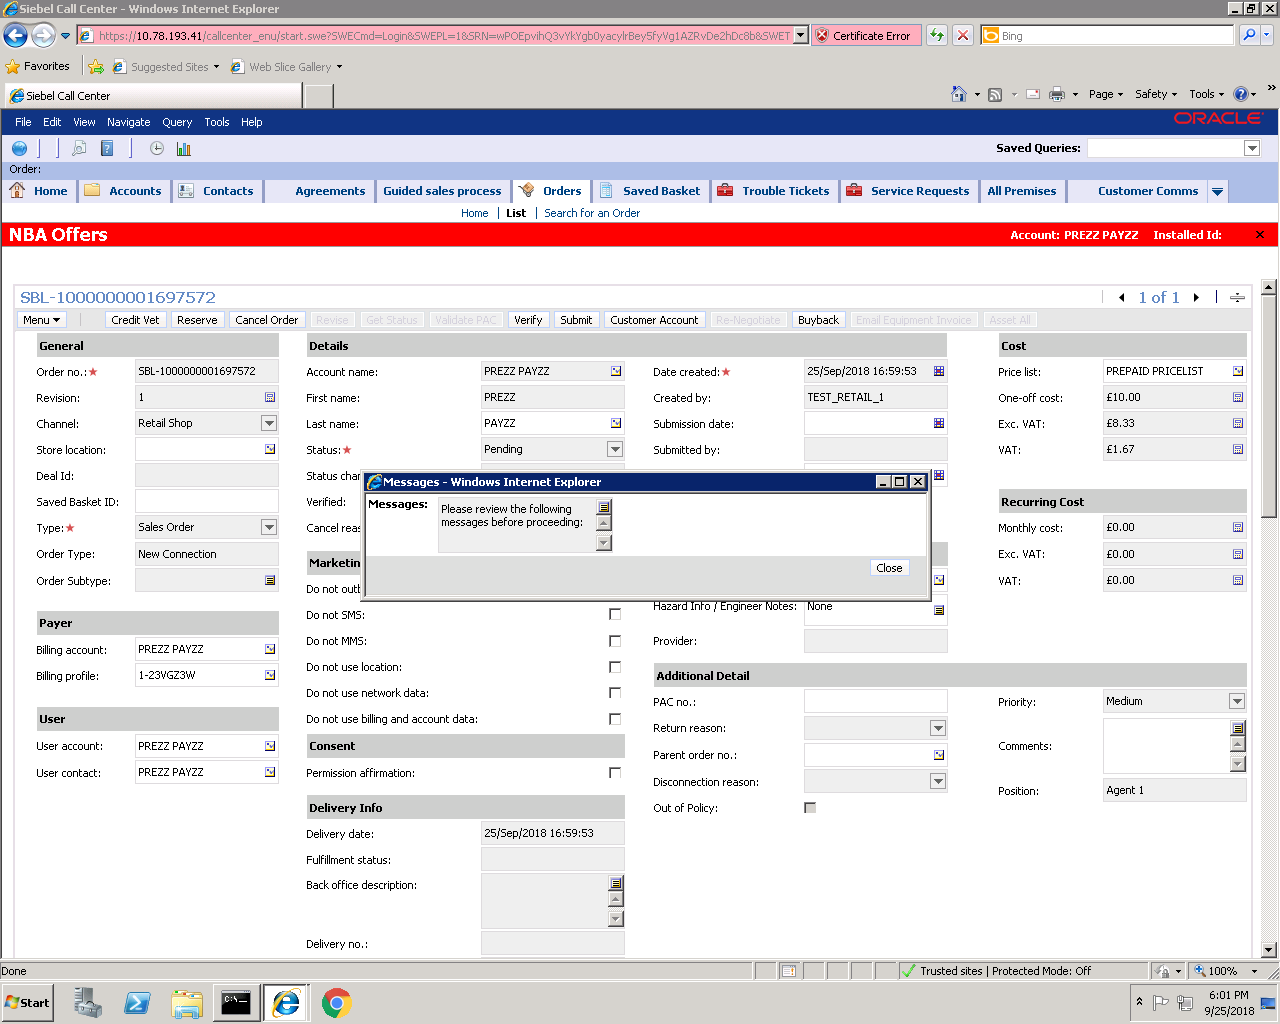 Siebel Call Center - Windows Internet Explorer
https://10.78.193.41/callcenter_enu/start.swe?SWECmd=Login&SWEPL=1&SRN=
Certificate Error
Bing
Favorites
Suggested Sites
Web Slice Gallery
Siebel Call Center
Page
Safety
Tools
»
File Edit View Navigate Query Tools Help
ORACLE
Saved Queries:
Order:
Home
Accounts
Contacts
Agreements
Guided sales process
Orders
Saved Basket
Trouble Tickets
Service Requests
All Premises
Customer Comms
Home | List | Search for an Order
NBA Offers
Account: PREZZ PAYZZ Installed Id:
SBL-1000000001697572
1 of 1
Menu
Credit Vet
Reserve
Cancel Order
Revise
Get Status
Validate PAC
Verify
Submit
Customer Account
Re-Negotiate
Buyback
Email Equipment Invoice
Asset All
General
Order no.:★ SBL-1000000001697572
Revision: 1
Channel: Retail Shop
Store location:
Deal Id:
Saved Basket ID:
Type:★ Sales Order
Order Type: New Connection
Order Subtype:
Payer
Billing account: PREZZ PAYZZ
Billing profile: 1-23VGZ3W
User
User account: PREZZ PAYZZ
User contact: PREZZ PAYZZ
Details
Account name: PREZZ PAYZZ
First name: PREZZ
Last name: PAYZZ
Status:★ Pending
Status chan
Verified:
Cancel reas
Date created:★ 25/Sep/2018 16:59:53
Created by: TEST_RETAIL_1
Submission date:
Submitted by:
Messages - Windows Internet Explorer
Messages:
Please review the following
messages before proceeding:
Close
Marketin
Do not outb
Do not SMS:
Do not MMS:
Do not use location:
Do not use network data:
Do not use billing and account data:
Consent
Permission affirmation:
Delivery Info
Delivery date: 25/Sep/2018 16:59:53
Fulfillment status:
Back office description:
Delivery no.:
Hazard Info / Engineer Notes: None
Provider:
Additional Detail
PAC no.:
Return reason:
Parent order no.:
Disconnection reason:
Out of Policy:
Priority: Medium
Comments:
Position: Agent 1
Cost
Price list: PREPAID PRICELIST
One-off cost: £10.00
Exc. VAT: £8.33
VAT: £1.67
Recurring Cost
Monthly cost: £0.00
Exc. VAT: £0.00
VAT: £0.00
Done
Trusted sites | Protected Mode: Off
100%
Start
6:01 PM
9/25/2018